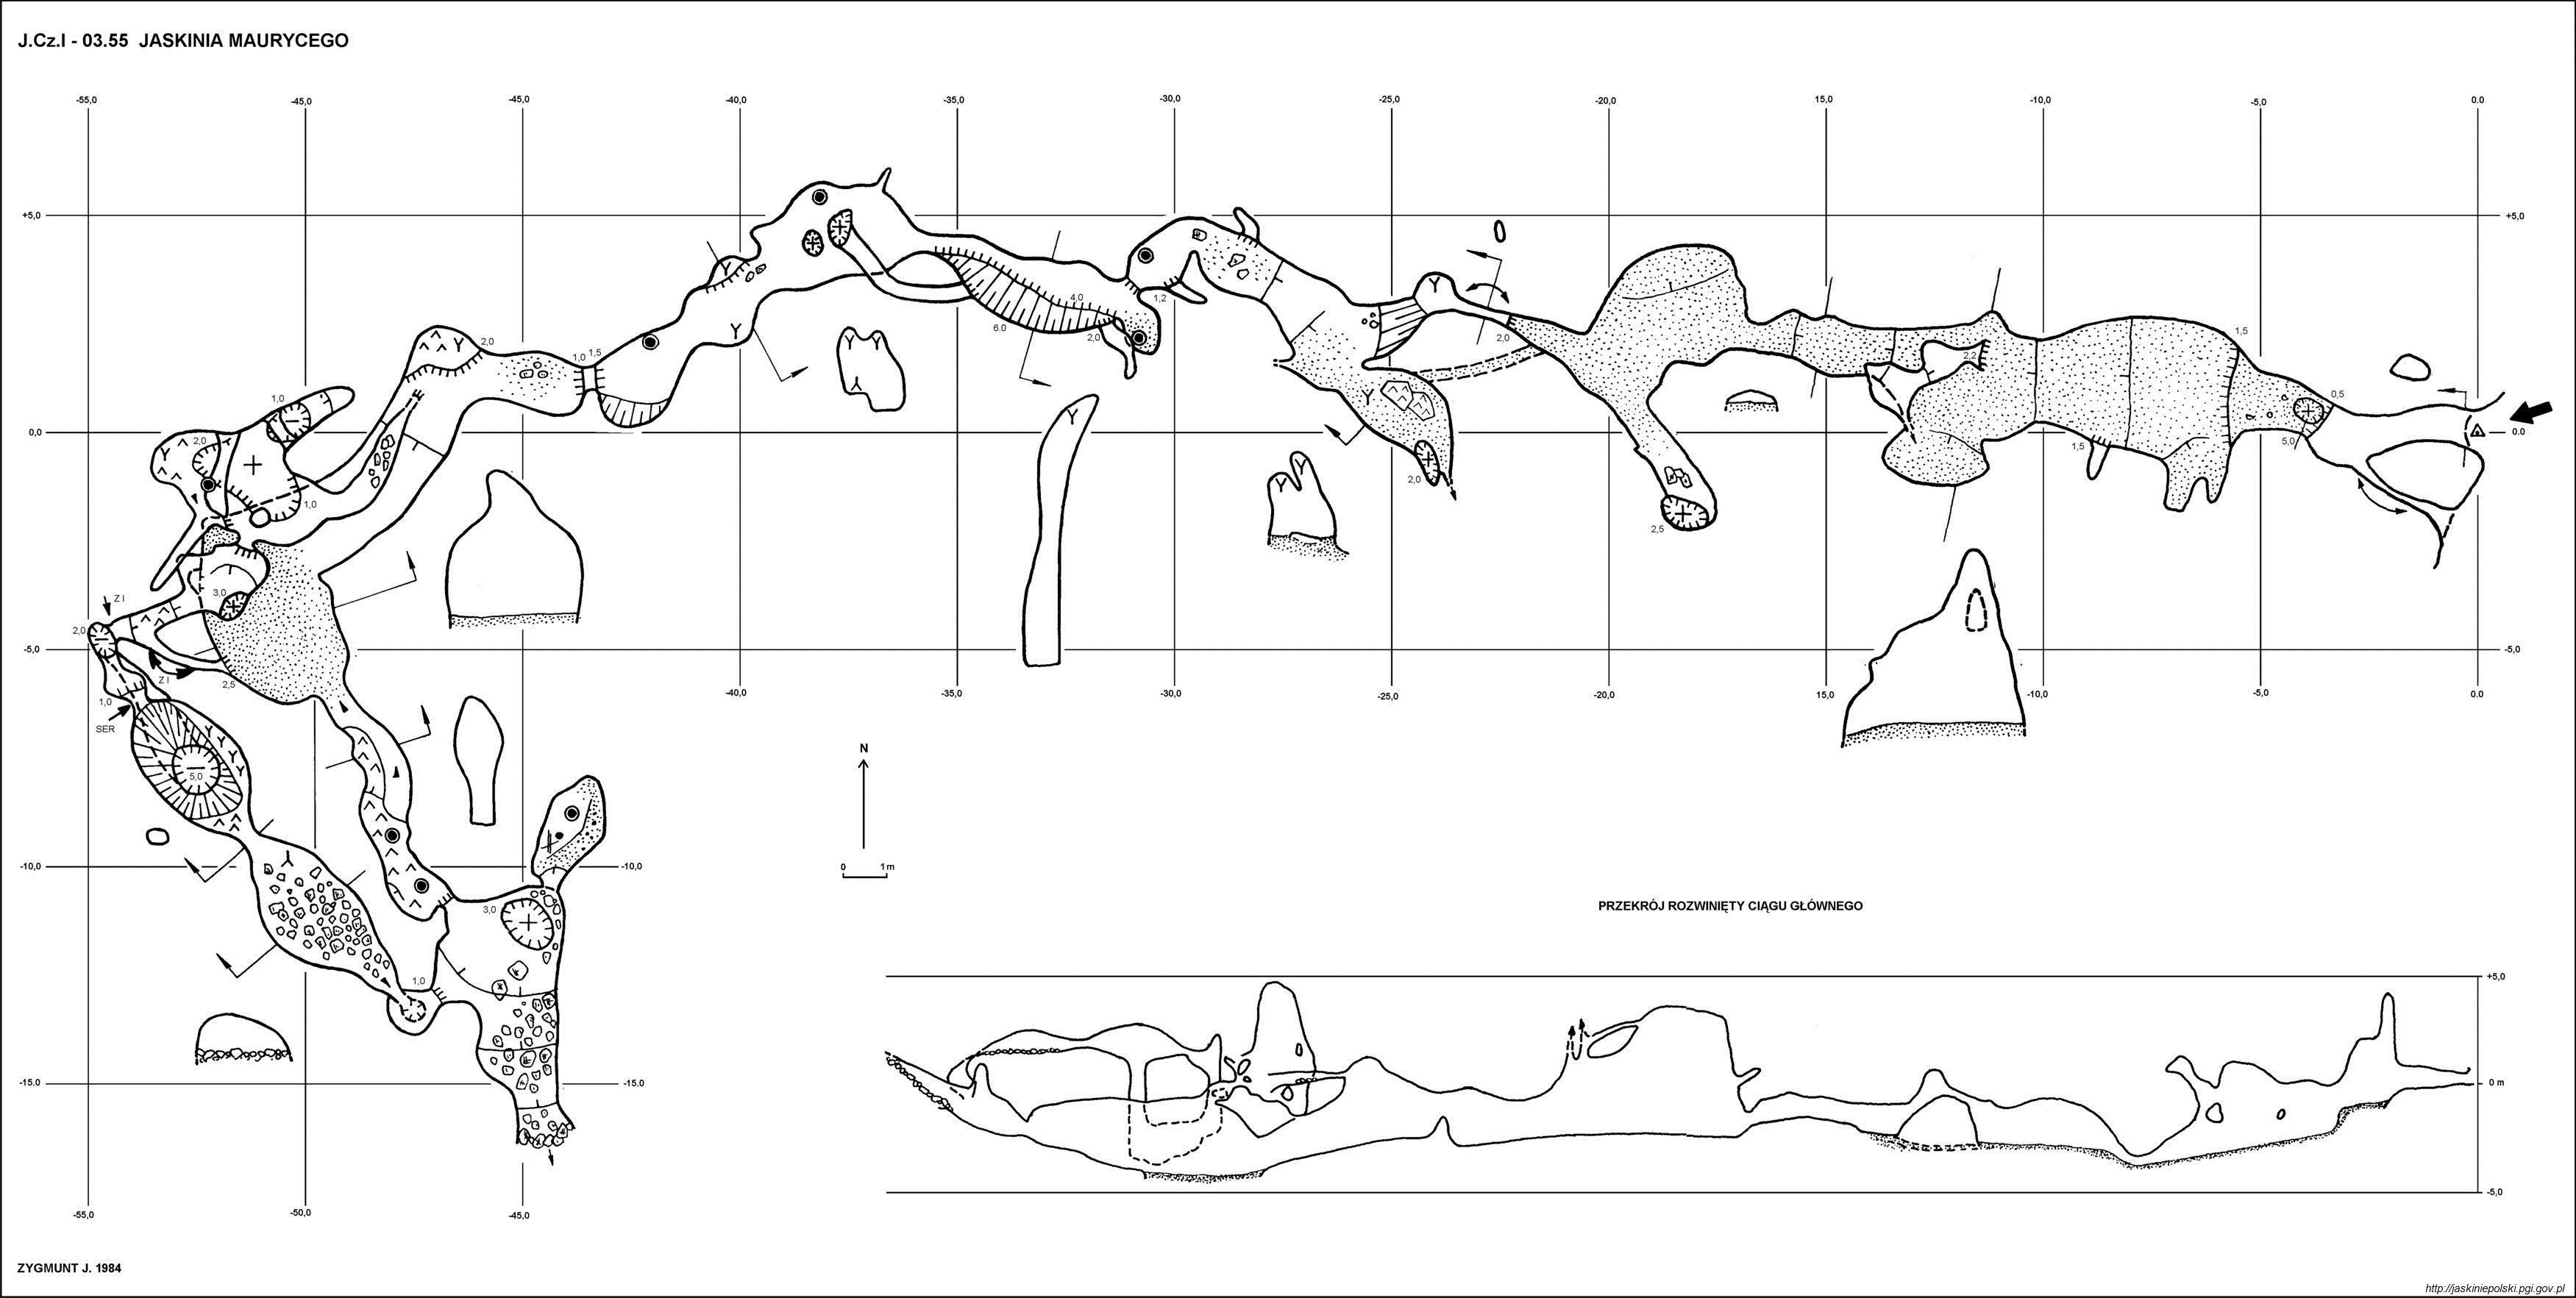 J.Cz.I - 03.55 JASKINIA MAURYCEGO
-55,0 -45,0 -45,0 -40,0 -35,0 -30,0 -25,0 -20,0 15,0 -10,0 -5,0 0.0
+5,0 +5,0
1,2
4,0
6.0
2,0
2,0
1,5
2,2
0,5
2,0
1,0 1,5
1,0
0,0
2,0
1,5
5,0
0.0
2,0
1,0
2,5
3,0
Z I
2,0
-5,0 -5,0
Z I
2,5
1,0
SER
-40,0 -35,0 -30,0 -25,0 -20,0 15,0 -10,0 -5,0 0.0
N
5,0
0 1m
-10,0 -10,0
3,0
PRZEKRÓJ ROZWINIĘTY CIĄGU GŁÓWNEGO
1,0
+5,0
-15.0 -15.0
0 m
-5,0
-55,0 -50,0 -45,0
ZYGMUNT J. 1984
http://jaskiniepolski.pgi.gov.pl